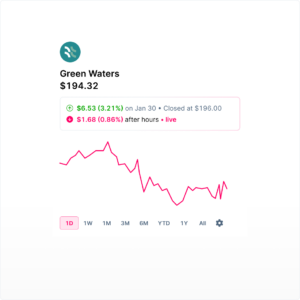 Green Waters
$194.32
$6.53 (3.21%) on Jan 30 • Closed at $196.00
$1.68 (0.86%) after hours • live
1D 1W 1M 3M 6M YTD 1Y All